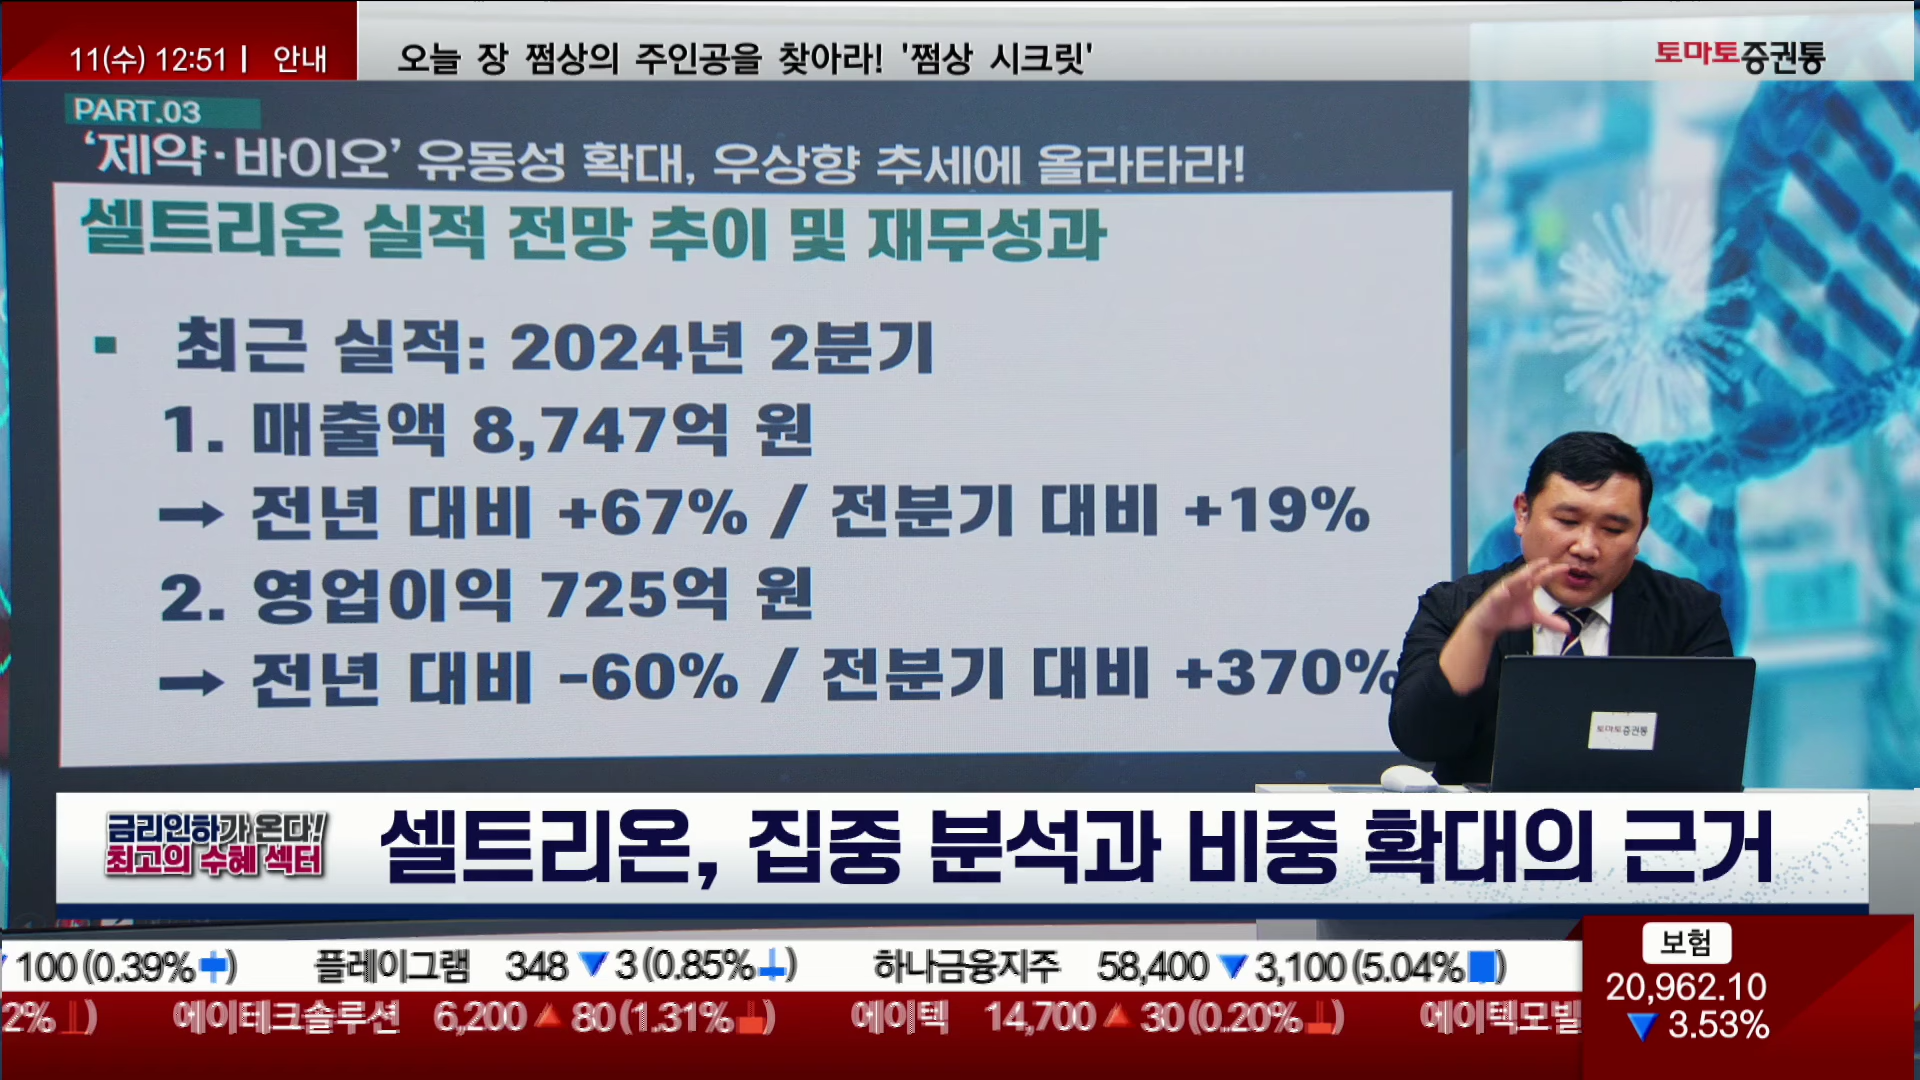 11(수) 12:51 | 안내
오늘 장 쩜상의 주인공을 찾아라! '쩜상 시크릿'
토마토증권통
PART.03
‘제약·바이오’ 유동성 확대, 우상향 추세에 올라타라!
셀트리온 실적 전망 추이 및 재무성과
▪ 최근 실적: 2024년 2분기
1. 매출액 8,747억 원
→ 전년 대비 +67% / 전분기 대비 +19%
2. 영업이익 725억 원
→ 전년 대비 -60% / 전분기 대비 +370%
토마토증권통
금리인하가 온다!
최고의 수혜 섹터
셀트리온, 집중 분석과 비중 확대의 근거
100 (0.39% ) 플레이그램 348 ▼ 3 (0.85% ) 하나금융지주 58,400 ▼ 3,100 (5.04% )
2% ) 에이테크솔루션 6,200 ▲ 80 (1.31% ) 에이텍 14,700 ▲ 30 (0.20% ) 에이텍모빌
보험
20,962.10
▼ 3.53%